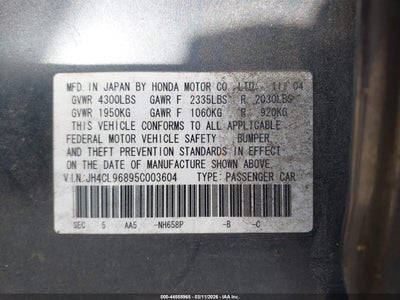 MFD. IN JAPAN BY HONDA MOTOR CO., LTD. 11/04
GVWR 4300LBS GAWR F 2335LBS R 2030LBS
GVWR 1950KG GAWR F 1060KG R 920KG
THIS VEHICLE CONFORMS TO ALL APPLICABLE
FEDERAL MOTOR VEHICLE SAFETY, BUMPER,
AND THEFT PREVENTION STANDARDS IN EFFECT
ON THE DATE OF MANUFACTURE SHOWN ABOVE.
V.I.N.:JH4CL96895C003604 TYPE: PASSENGER CAR
SEC 5 AA5 -NH658P -B -C
000-44558965 - 03/11/2026 - IAAI.COM